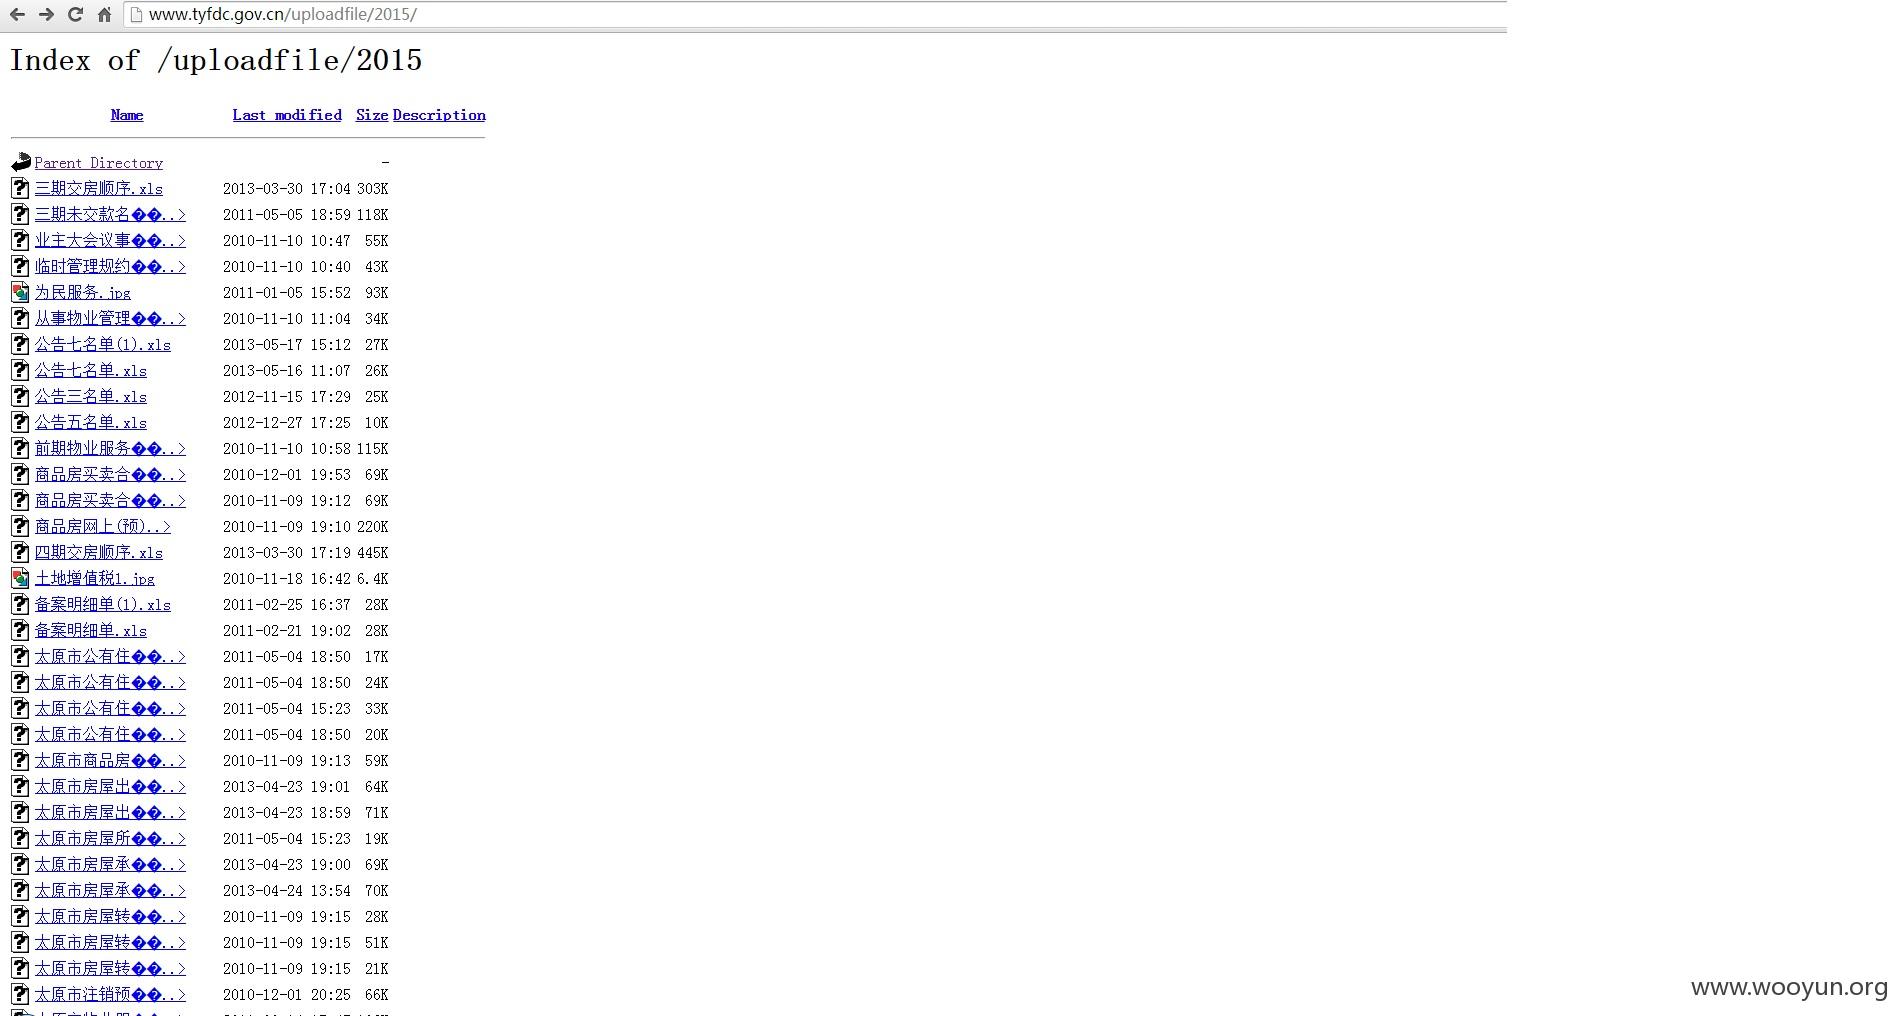 www.tyfdc.gov.cn/uploadfile/2015/
Index of /uploadfile/2015
Name Last modified Size Description
Parent Directory -
三期交房顺序.xls 2013-03-30 17:04 303K
三期未交款名��..> 2011-05-05 18:59 118K
业主大会议事��..> 2010-11-10 10:47 55K
临时管理规约��..> 2010-11-10 10:40 43K
为民服务.jpg 2011-01-05 15:52 93K
从事物业管理��..> 2010-11-10 11:04 34K
公告七名单(1).xls 2013-05-17 15:12 27K
公告七名单.xls 2013-05-16 11:07 26K
公告三名单.xls 2012-11-15 17:29 25K
公告五名单.xls 2012-12-27 17:25 10K
前期物业服务��..> 2010-11-10 10:58 115K
商品房买卖合��..> 2010-12-01 19:53 69K
商品房买卖合��..> 2010-11-09 19:12 69K
商品房网上(预)..> 2010-11-09 19:10 220K
四期交房顺序.xls 2013-03-30 17:19 445K
土地增值税1.jpg 2010-11-18 16:42 6.4K
备案明细单(1).xls 2011-02-25 16:37 28K
备案明细单.xls 2011-02-21 19:02 28K
太原市公有住��..> 2011-05-04 18:50 17K
太原市公有住��..> 2011-05-04 18:50 24K
太原市公有住��..> 2011-05-04 15:23 33K
太原市公有住��..> 2011-05-04 18:50 20K
太原市商品房��..> 2010-11-09 19:13 59K
太原市房屋出��..> 2013-04-23 19:01 64K
太原市房屋出��..> 2013-04-23 18:59 71K
太原市房屋所��..> 2011-05-04 15:23 19K
太原市房屋承��..> 2013-04-23 19:00 69K
太原市房屋承��..> 2013-04-24 13:54 70K
太原市房屋转��..> 2010-11-09 19:15 28K
太原市房屋转��..> 2010-11-09 19:15 51K
太原市房屋转��..> 2010-11-09 19:15 21K
太原市注销预��..> 2010-12-01 20:25 66K
www.wooyun.org